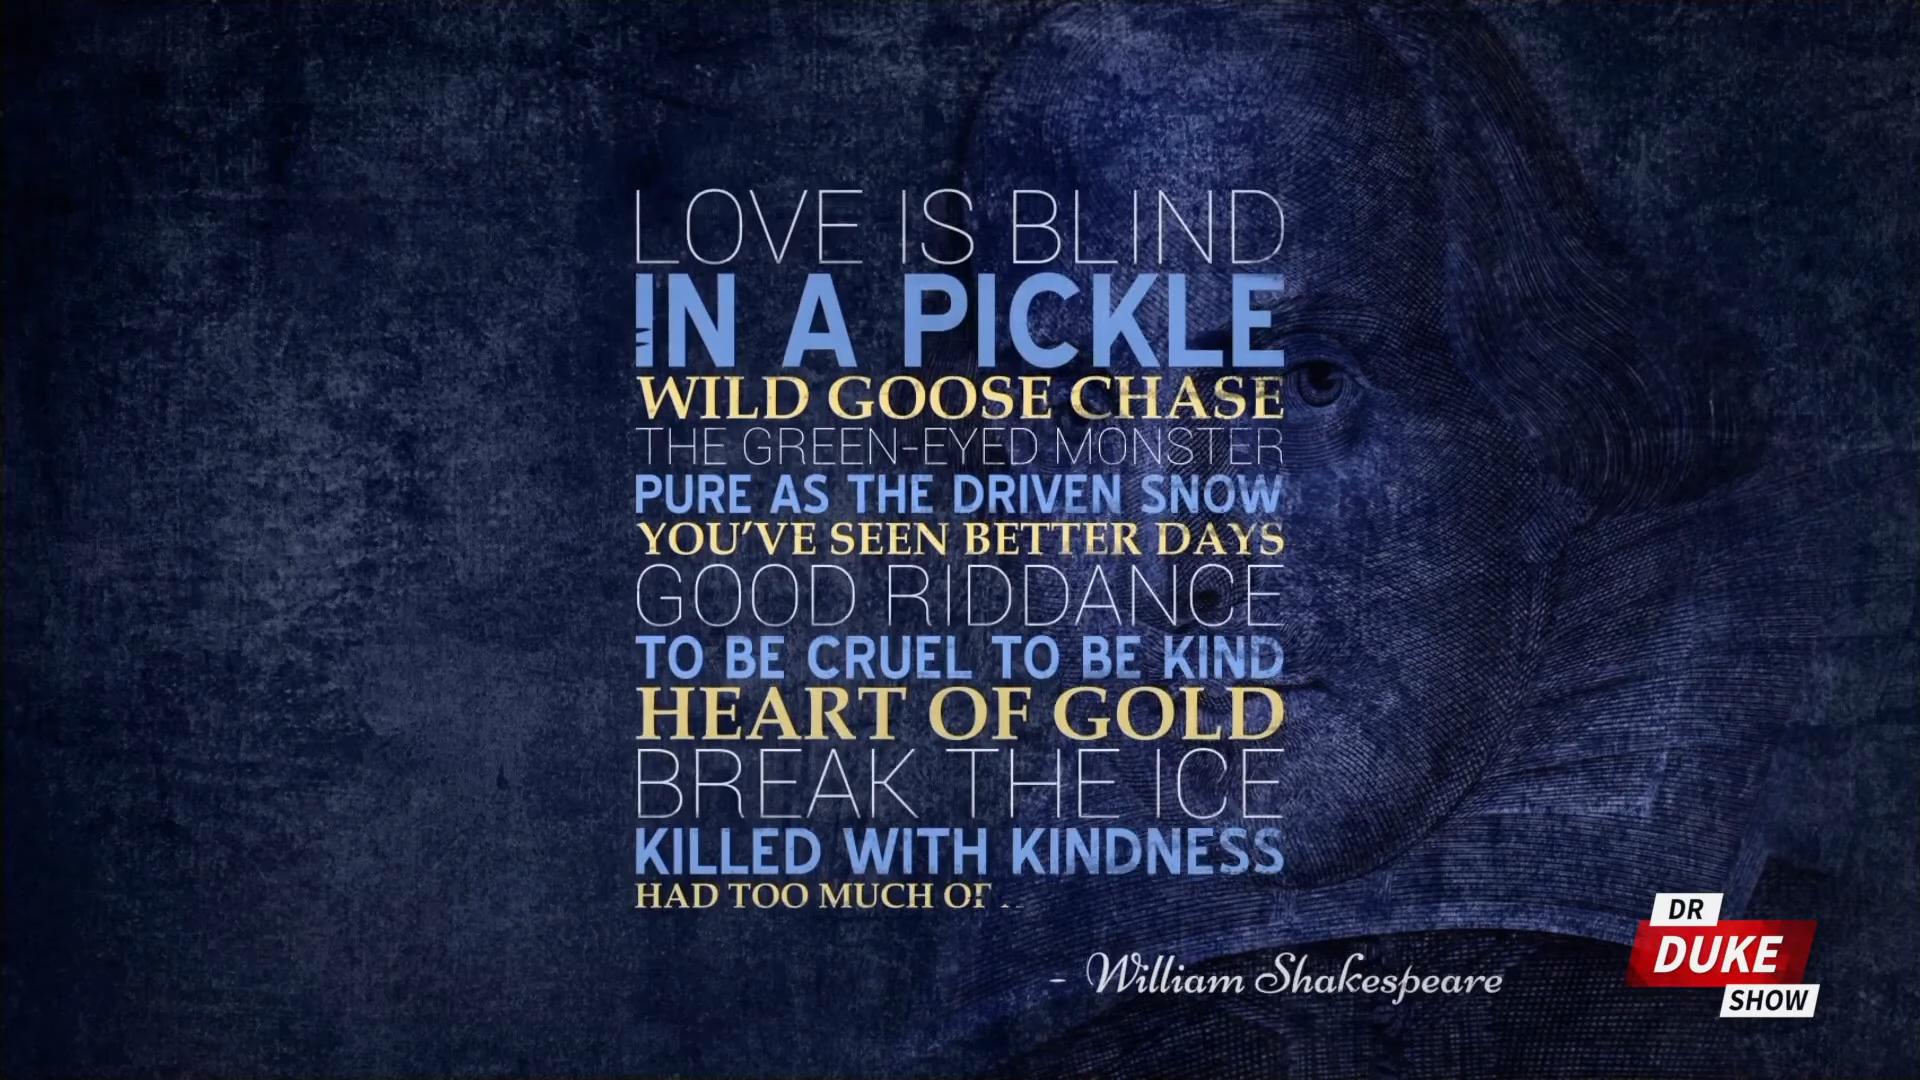 LOVE IS BLIND
IN A PICKLE
WILD GOOSE CHASE
THE GREEN-EYED MONSTER
PURE AS THE DRIVEN SNOW
YOU'VE SEEN BETTER DAYS
GOOD RIDDANCE
TO BE CRUEL TO BE KIND
HEART OF GOLD
BREAK THE ICE
KILLED WITH KINDNESS
HAD TOO MUCH OF
- William Shakespeare
DR
DUKE
SHOW